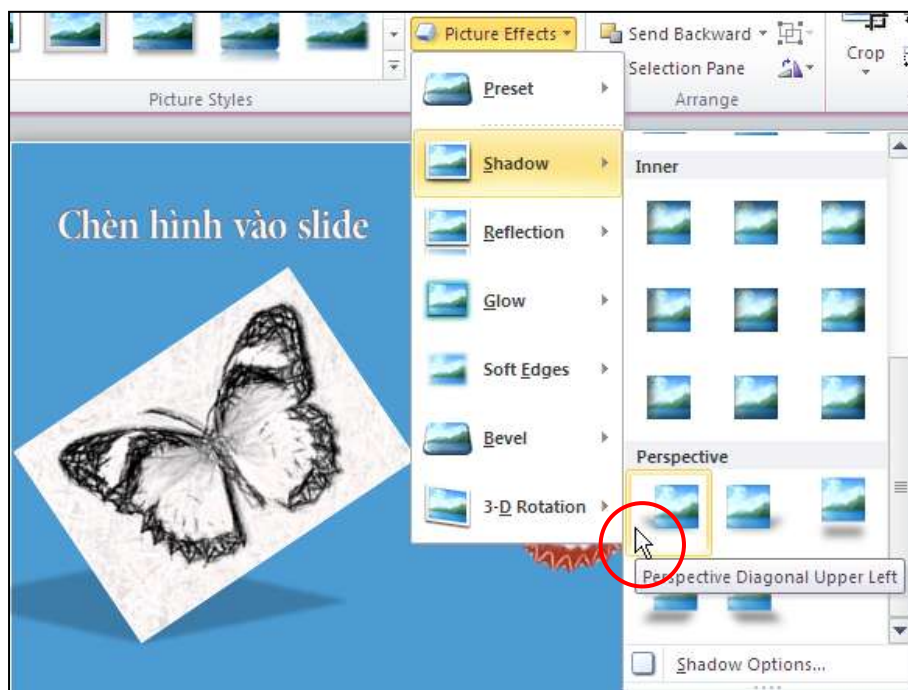 Picture Effects
Send Backward
Selection Pane
Crop
Picture Styles
Arrange
Preset
Shadow
Reflection
Glow
Soft Edges
Bevel
3-D Rotation
Inner
Perspective
Perspective Diagonal Upper Left
Shadow Options...
Chèn hình vào slide